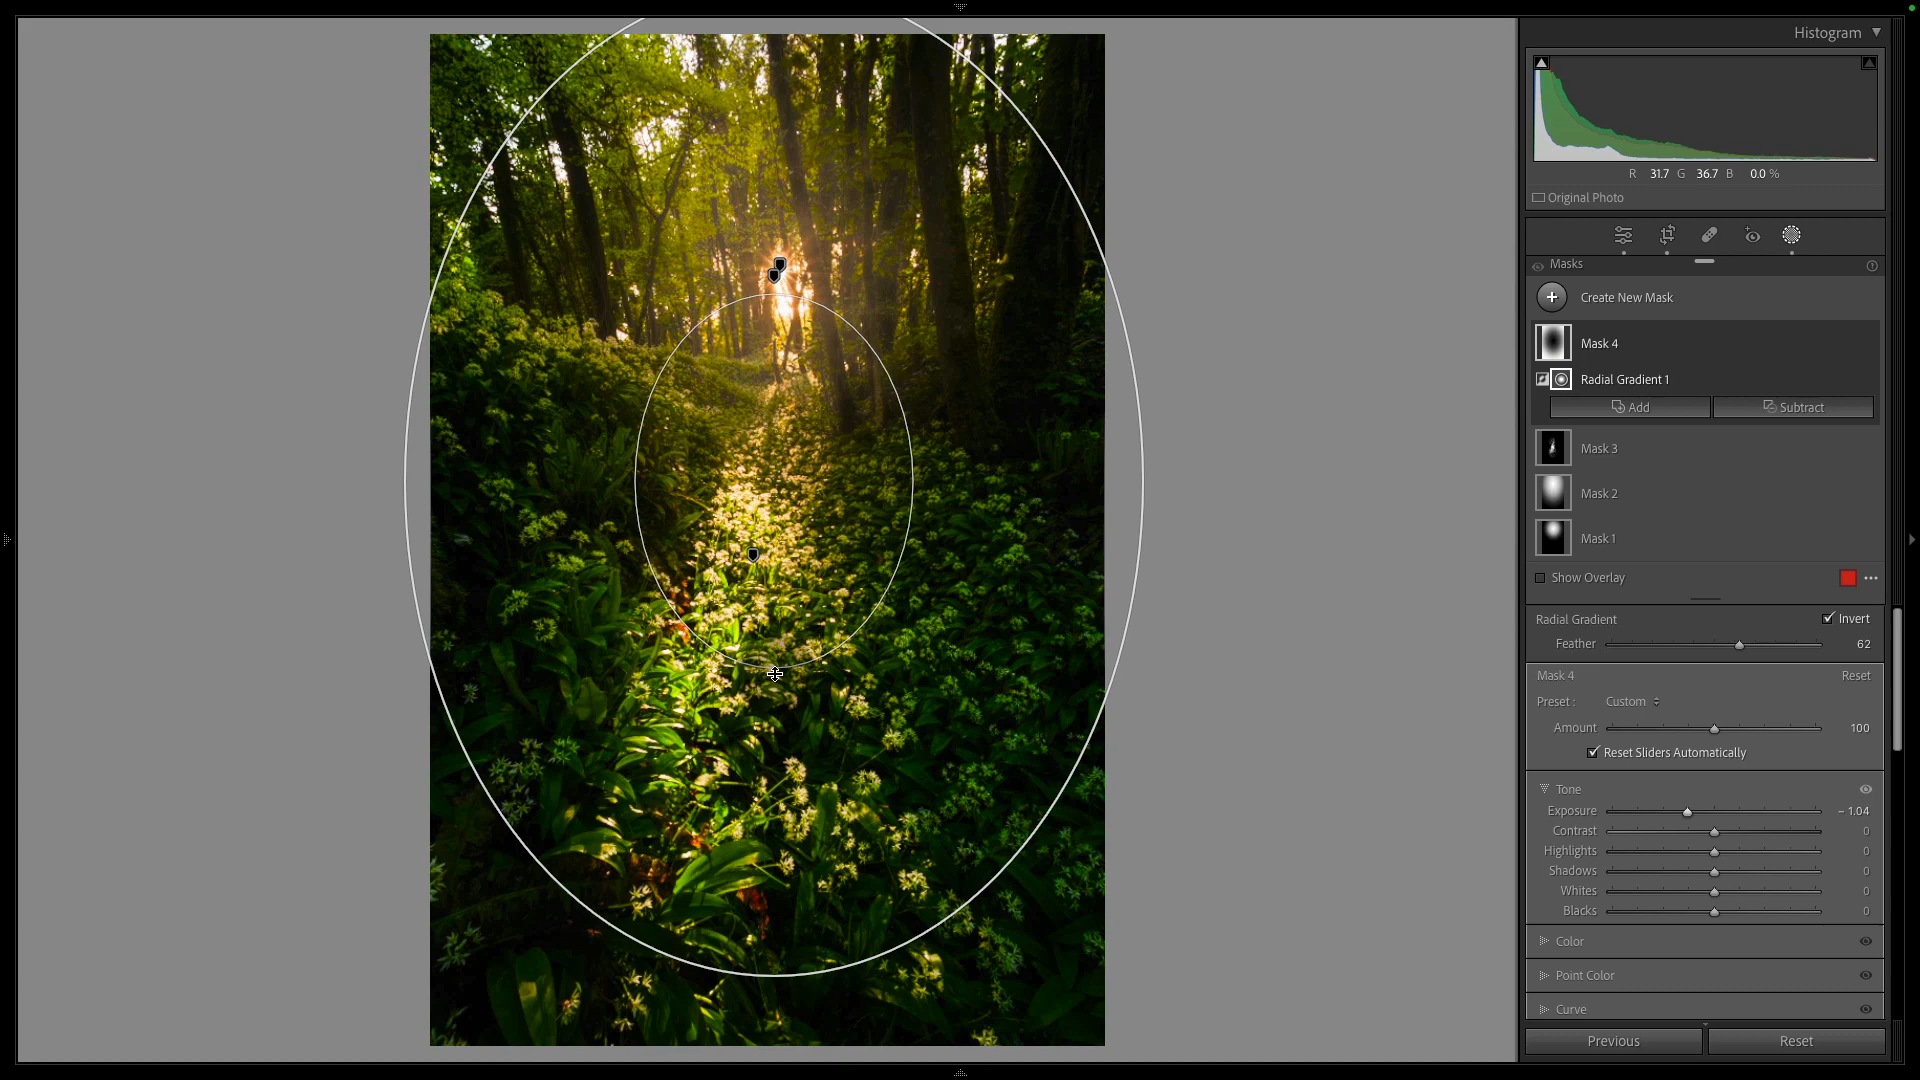 Histogram
R 31.7 G 36.7 B 0.0 %
Original Photo
Masks
Create New Mask
Mask 4
Radial Gradient 1
Add Subtract
Mask 3
Mask 2
Mask 1
Show Overlay
Radial Gradient Invert
Feather 62
Mask 4 Reset
Preset : Custom
Amount 100
Reset Sliders Automatically
Tone
Exposure – 1.04
Contrast 0
Highlights 0
Shadows 0
Whites 0
Blacks 0
Color
Point Color
Curve
Previous Reset